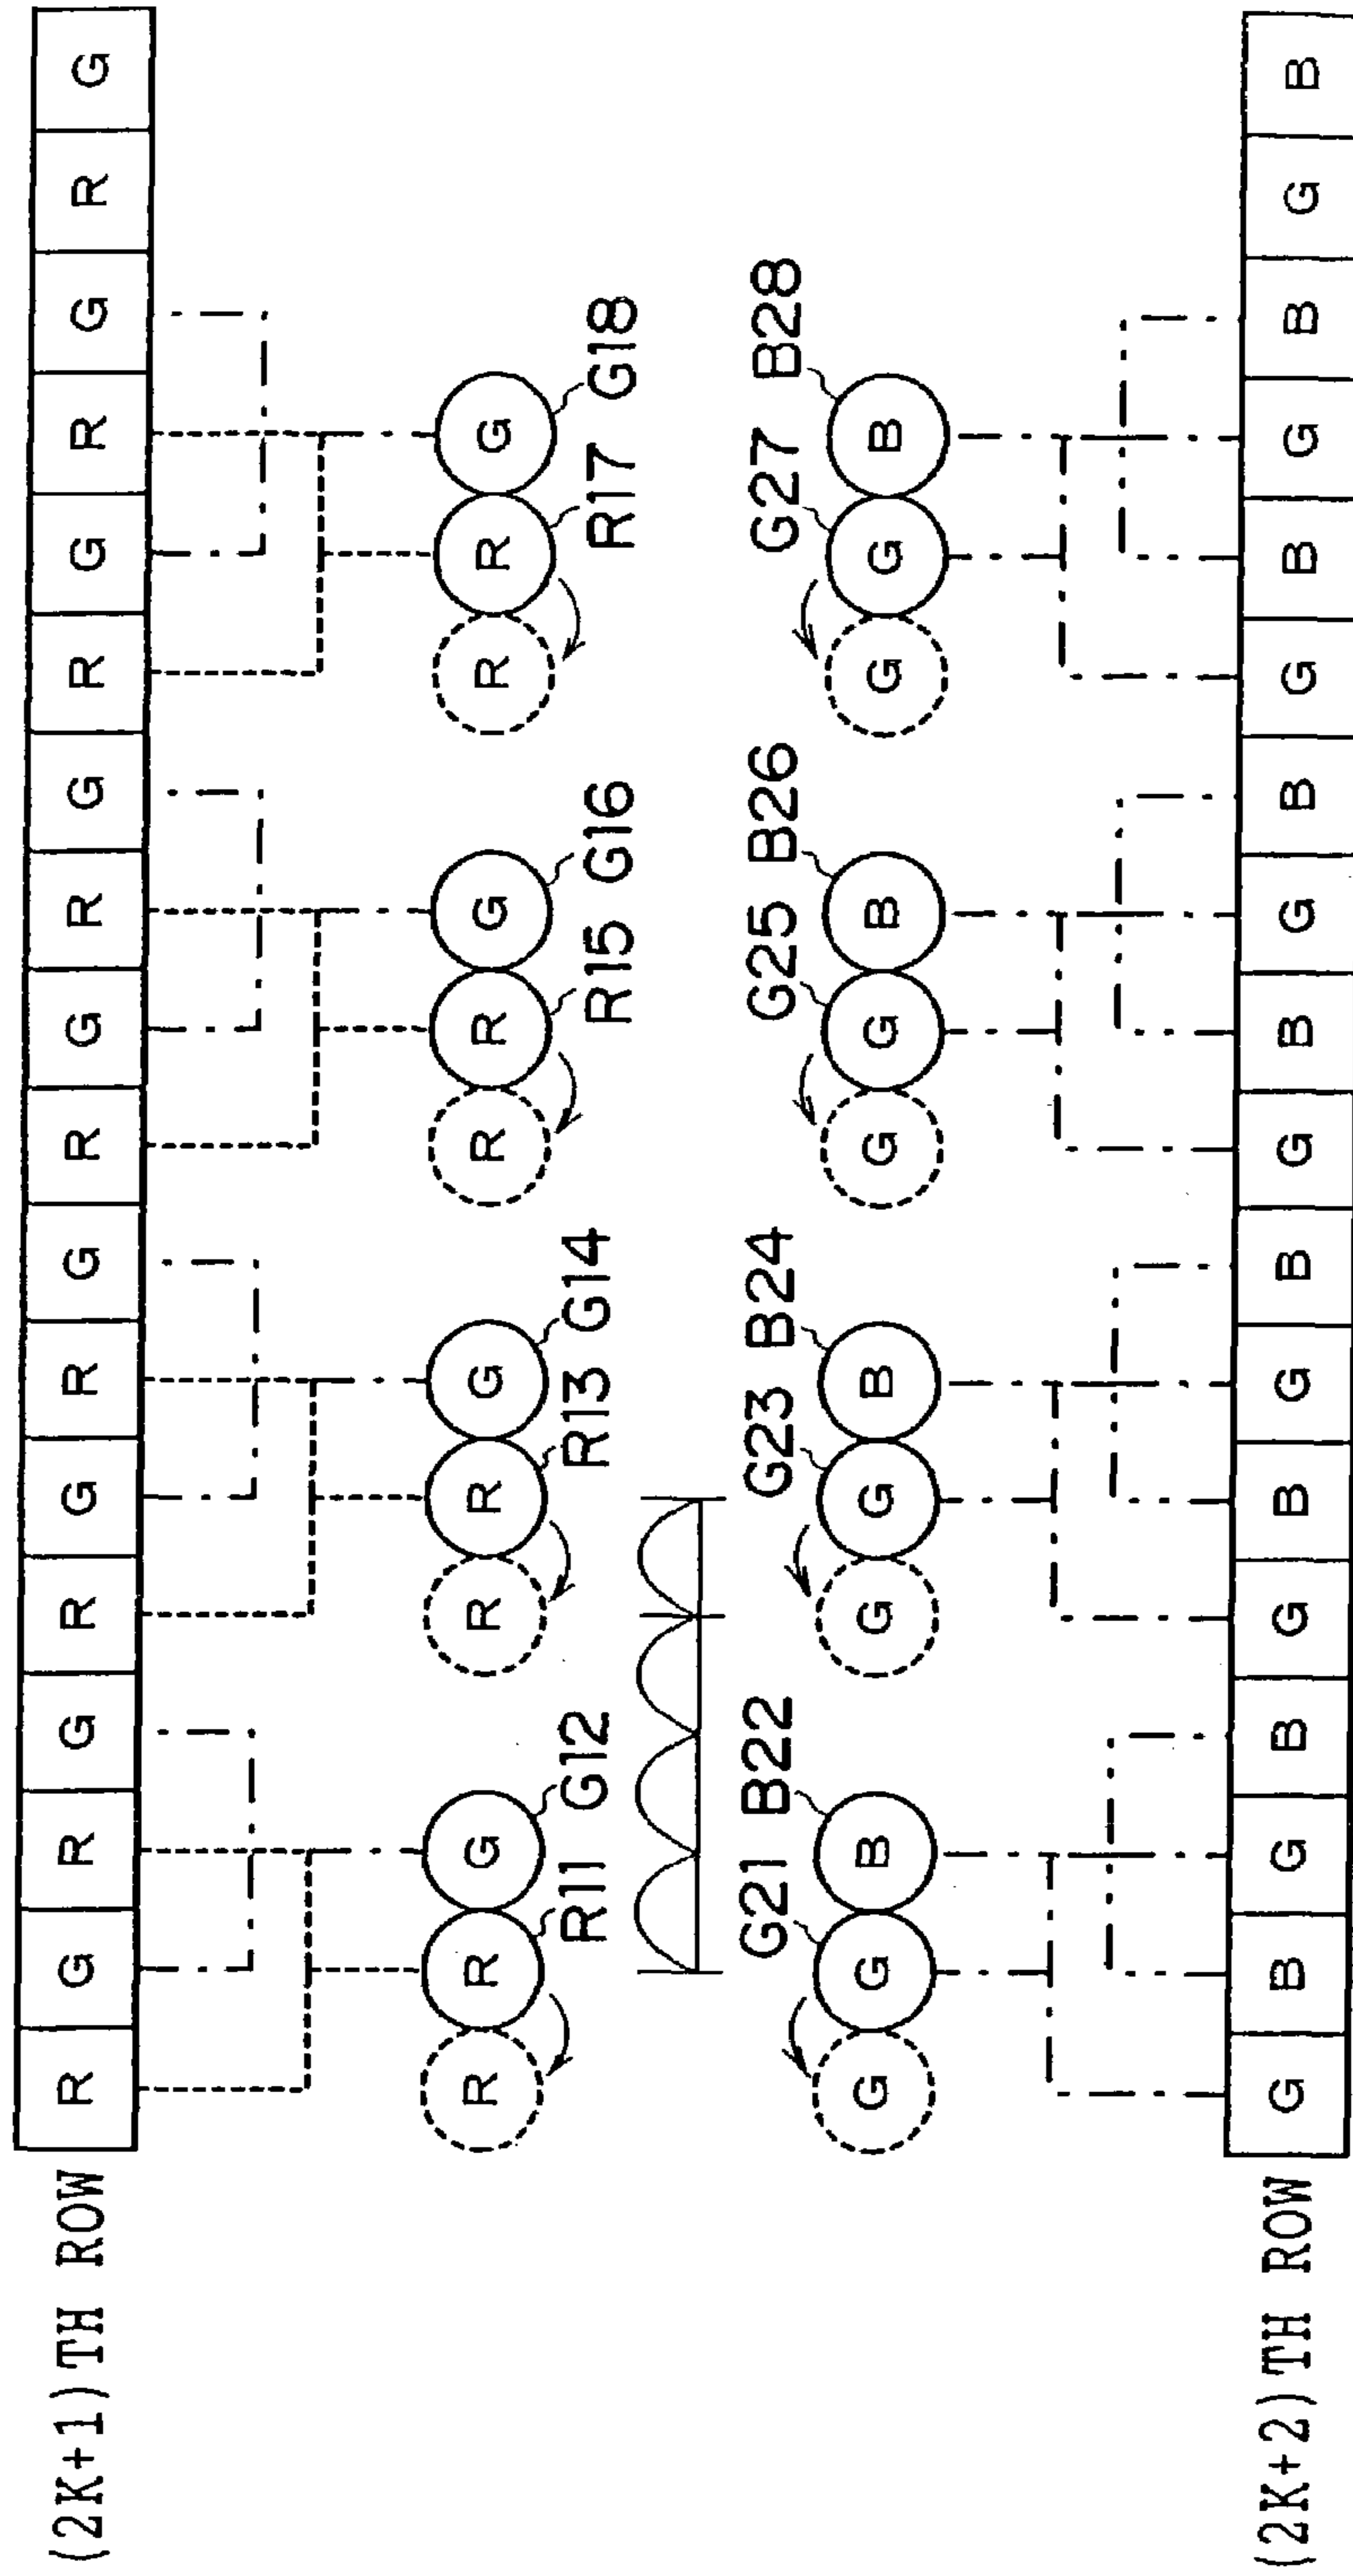 (2K+1)TH ROW R G R G R G R G R G R G R G R G R G
R R G R R G R R G R R G
R11 G12 R13 G14 R15 G16 R17 G18
G21 B22 G23 B24 G25 B26 G27 B28
G G B G G B G G B G G B
(2K+2)TH ROW G B G B G B G B G B G B G B G B G B